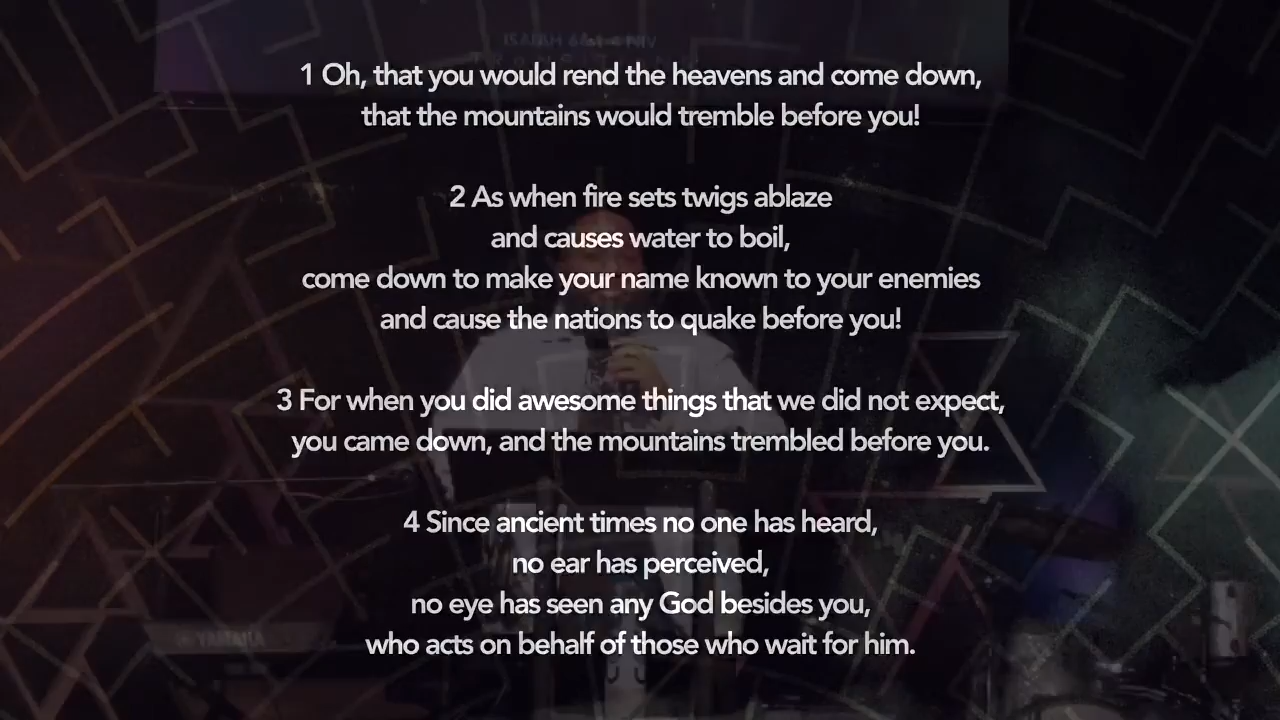 1 Oh, that you would rend the heavens and come down,
that the mountains would tremble before you!
2 As when fire sets twigs ablaze
and causes water to boil,
come down to make your name known to your enemies
and cause the nations to quake before you!
3 For when you did awesome things that we did not expect,
you came down, and the mountains trembled before you.
4 Since ancient times no one has heard,
no ear has perceived,
no eye has seen any God besides you,
who acts on behalf of those who wait for him.
YAMAHA